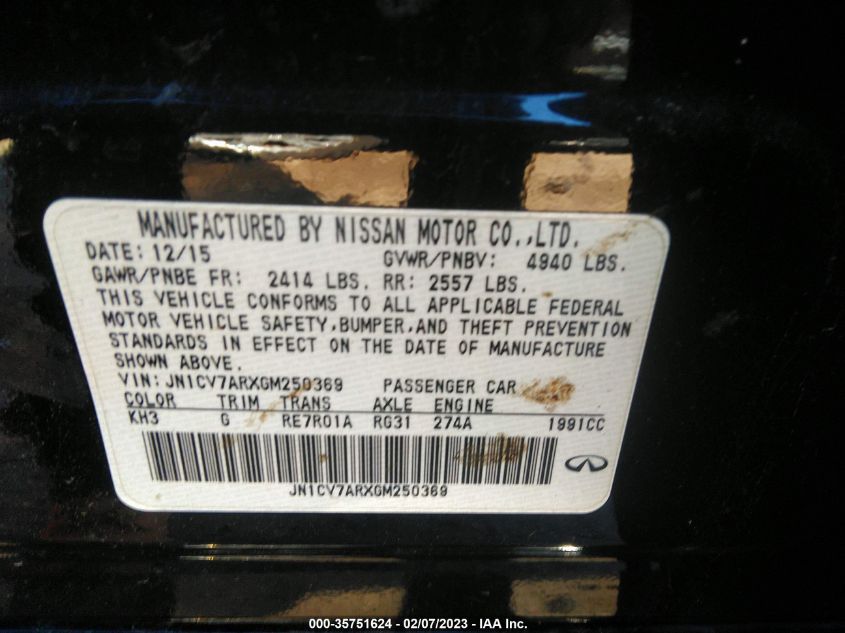 MANUFACTURED BY NISSAN MOTOR CO.,LTD.
DATE: 12/15 GVWR/PNBV: 4940 LBS.
GAWR/PNBE FR: 2414 LBS. RR: 2557 LBS.
THIS VEHICLE CONFORMS TO ALL APPLICABLE FEDERAL
MOTOR VEHICLE SAFETY,BUMPER,AND THEFT PREVENTION
STANDARDS IN EFFECT ON THE DATE OF MANUFACTURE
SHOWN ABOVE.
VIN: JN1CV7ARXGM250369 PASSENGER CAR
COLOR TRIM TRANS AXLE ENGINE
KH3 G RE7R01A RG31 274A 1991CC
JN1CV7ARXGM250369
000-35751624 - 02/07/2023 - IAA Inc.